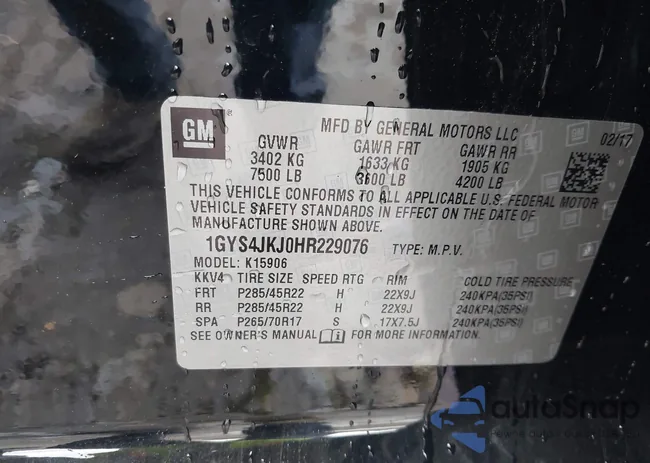 GM
MFD BY GENERAL MOTORS LLC
02/17
GVWR GAWR FRT GAWR RR
3402 KG 1633 KG 1905 KG
7500 LB 3600 LB 4200 LB
THIS VEHICLE CONFORMS TO ALL APPLICABLE U.S. FEDERAL MOTOR
VEHICLE SAFETY STANDARDS IN EFFECT ON THE DATE OF
MANUFACTURE SHOWN ABOVE.
1GYS4JKJ0HR229076 TYPE: M.P.V.
MODEL: K15906
KKV4 TIRE SIZE SPEED RTG RIM COLD TIRE PRESSURE
FRT P285/45R22 H 22X9J 240KPA(35PSI)
RR P285/45R22 H 22X9J 240KPA(35PSI)
SPA P265/70R17 S 17X7.5J 240KPA(35PSI)
SEE OWNER'S MANUAL FOR MORE INFORMATION.
autoSnap